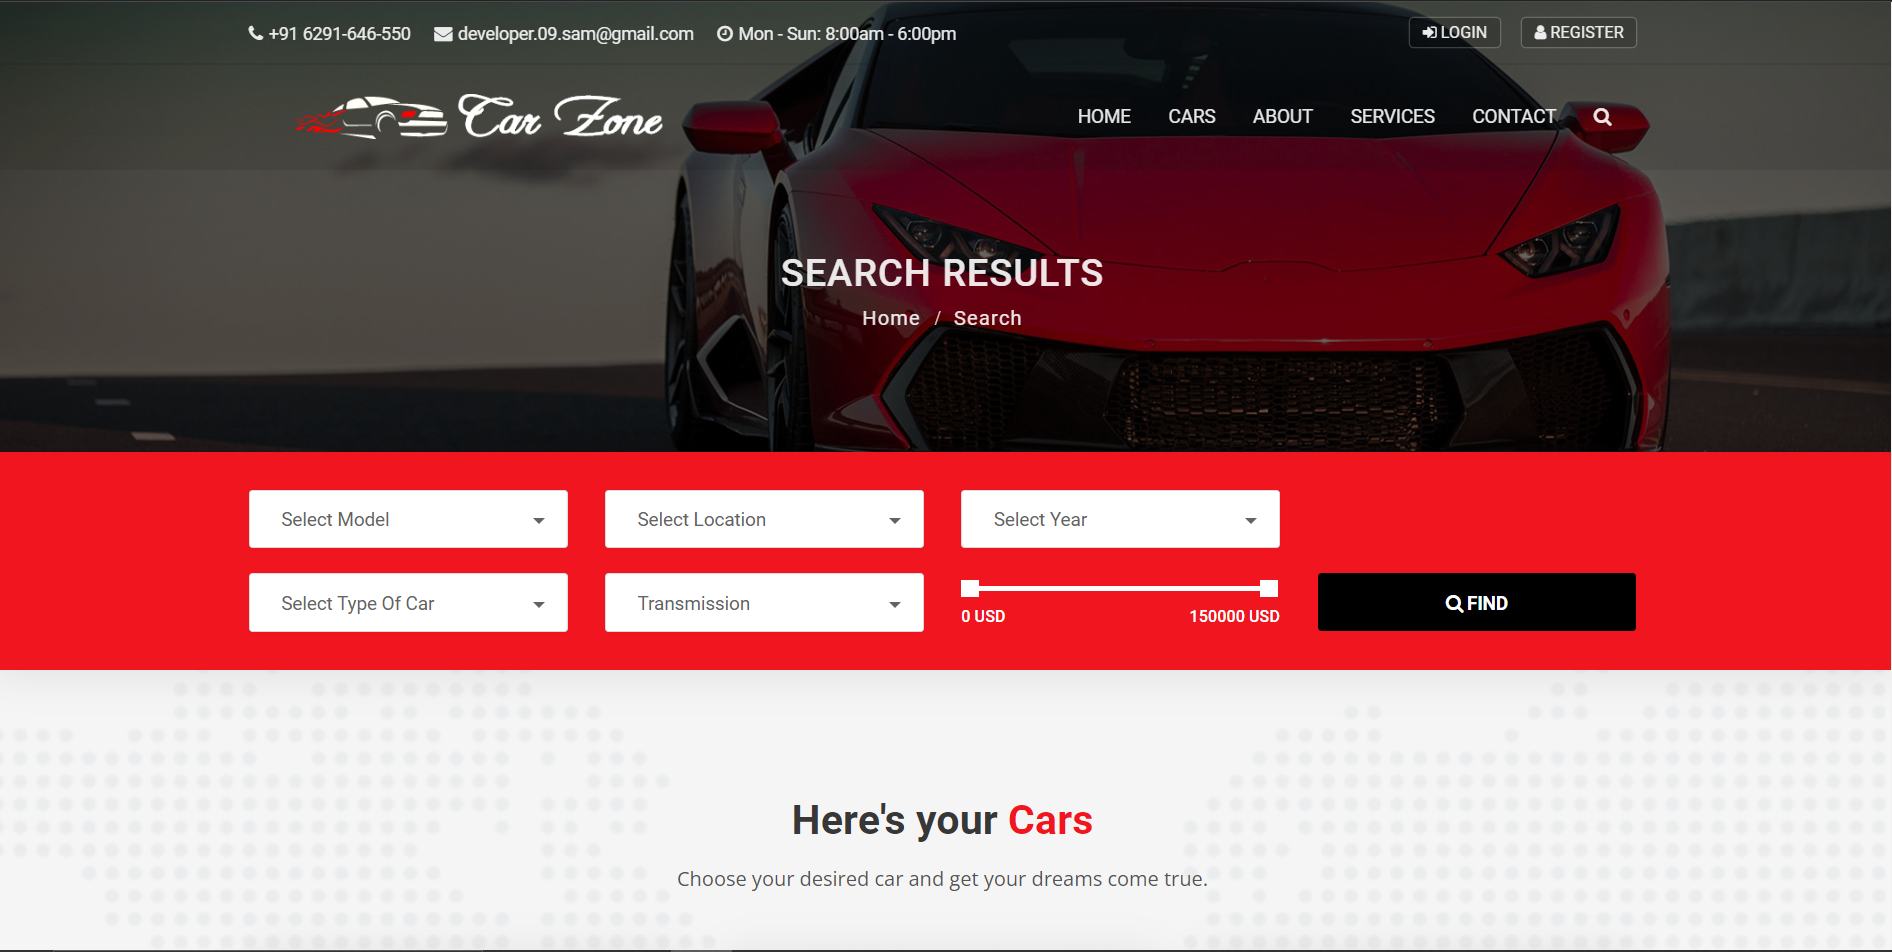 +91 6291-646-550 developer.09.sam@gmail.com Mon - Sun: 8:00am - 6:00pm LOGIN REGISTER
Car Zone HOME CARS ABOUT SERVICES CONTACT
SEARCH RESULTS
Home / Search
Select Model Select Location Select Year
Select Type Of Car Transmission FIND
0 USD 150000 USD
Here's your Cars
Choose your desired car and get your dreams come true.